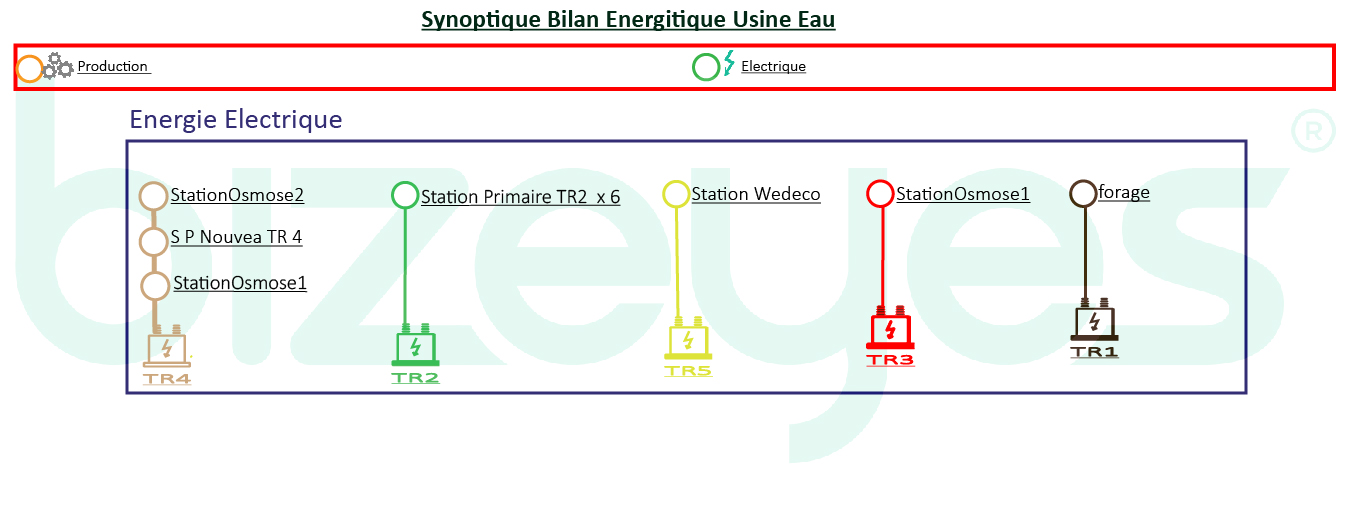 Synoptique Bilan Energitique Usine Eau
Production
Electrique
Energie Electrique
StationOsmose2
S P Nouvea TR 4
StationOsmose1
TR4
Station Primaire TR2 x 6
TR2
Station Wedeco
TR5
StationOsmose1
TR3
forage
TR1
bizeyes®